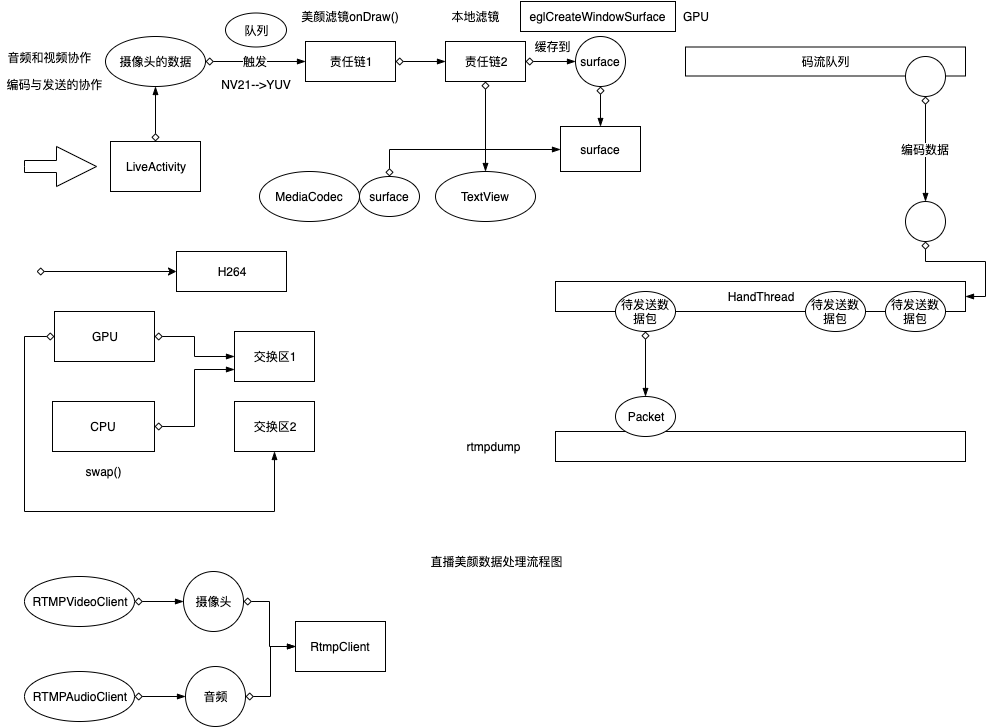 美颜滤镜onDraw()
本地滤镜
eglCreateWindowSurface
GPU
队列
音频和视频协作
编码与发送的协作
摄像头的数据
触发
NV21-->YUV
责任链1
责任链2
缓存到
surface
码流队列
LiveActivity
surface
MediaCodec
surface
TextView
编码数据
H264
HandThread
待发送数
据包
待发送数
据包
待发送数
据包
GPU
交换区1
CPU
交换区2
swap()
Packet
rtmpdump
直播美颜数据处理流程图
RTMPVideoClient
摄像头
RtmpClient
RTMPAudioClient
音频